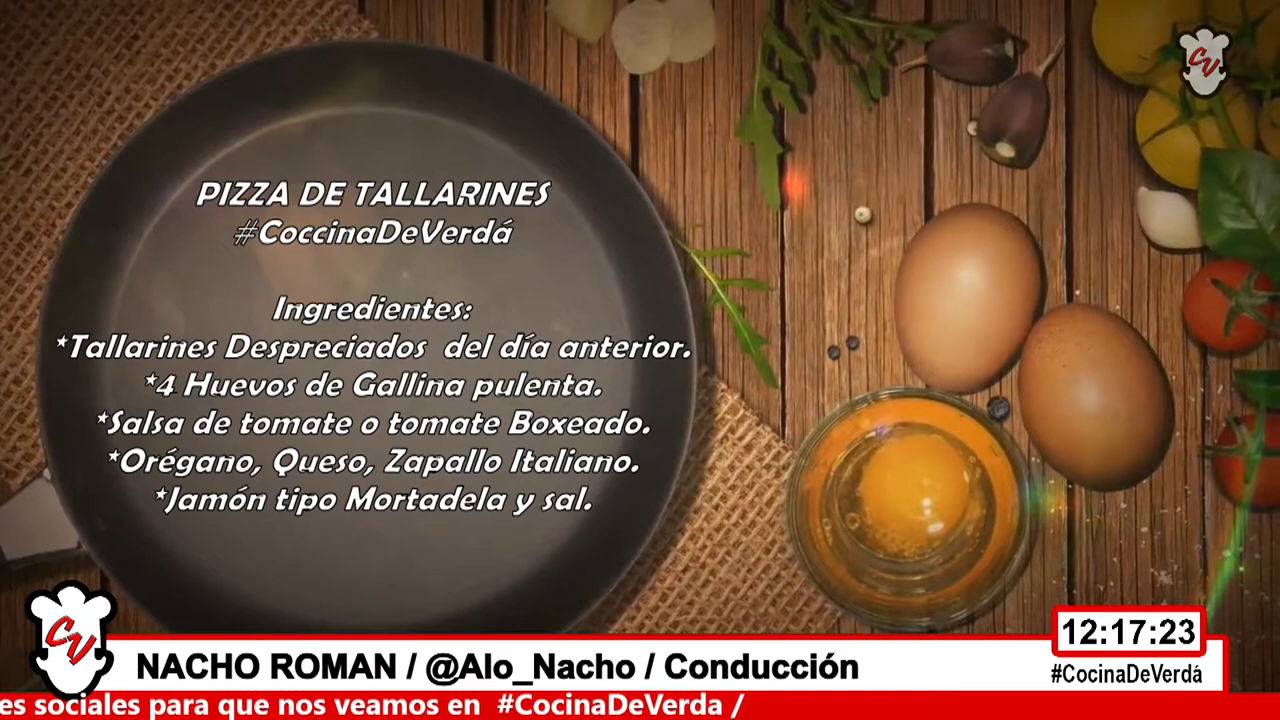 CV
PIZZA DE TALLARINES
#CoccinaDeVerdá
Ingredientes:
*Tallarines Despreciados del día anterior.
*4 Huevos de Gallina pulenta.
*Salsa de tomate o tomate Boxeado.
*Orégano, Queso, Zapallo Italiano.
*Jamón tipo Mortadela y sal.
12:17:23
CV
NACHO ROMAN / @Alo_Nacho / Conducción
#CocinaDeVerdá
es sociales para que nos veamos en #CocinaDeVerda /